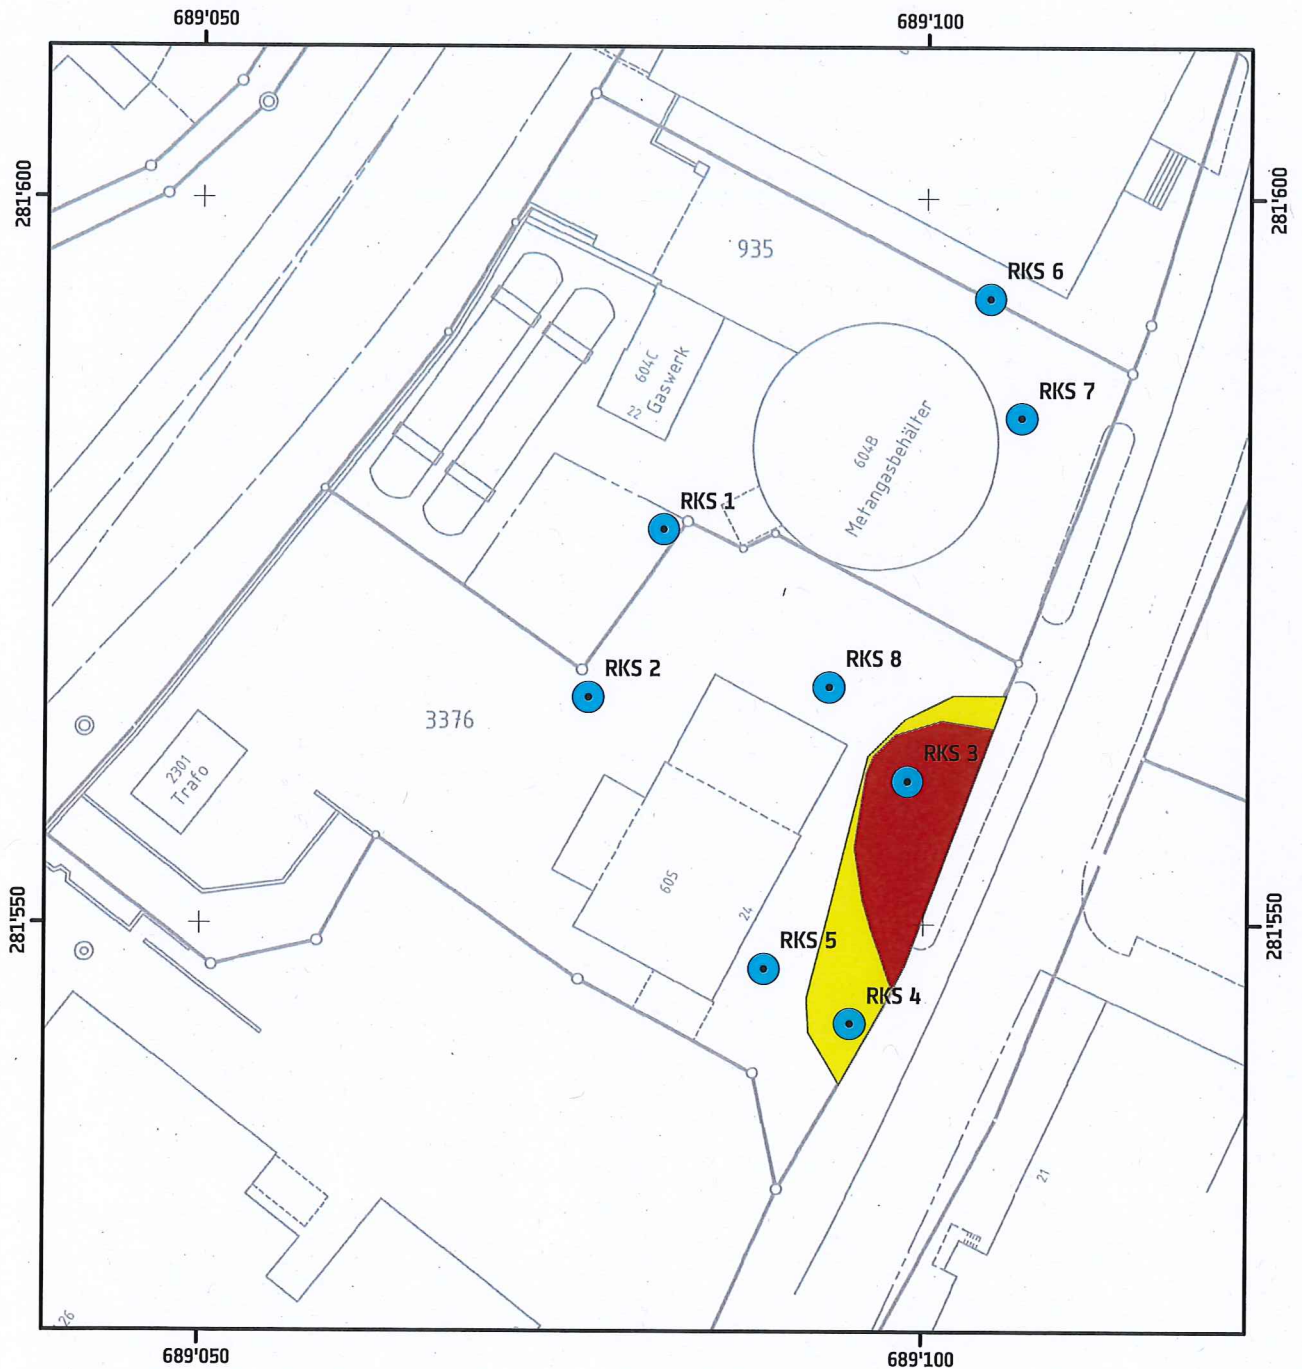 689'050
689'100
281'600
281'600
935
RKS 6
604C
22 Gaswerk
RKS 7
604B
Metangasbehälter
RKS 1
RKS 2
RKS 8
3376
2301
Trafo
RKS 3
605
24
281'550
281'550
RKS 5
RKS 4
21
26
689'050
689'100